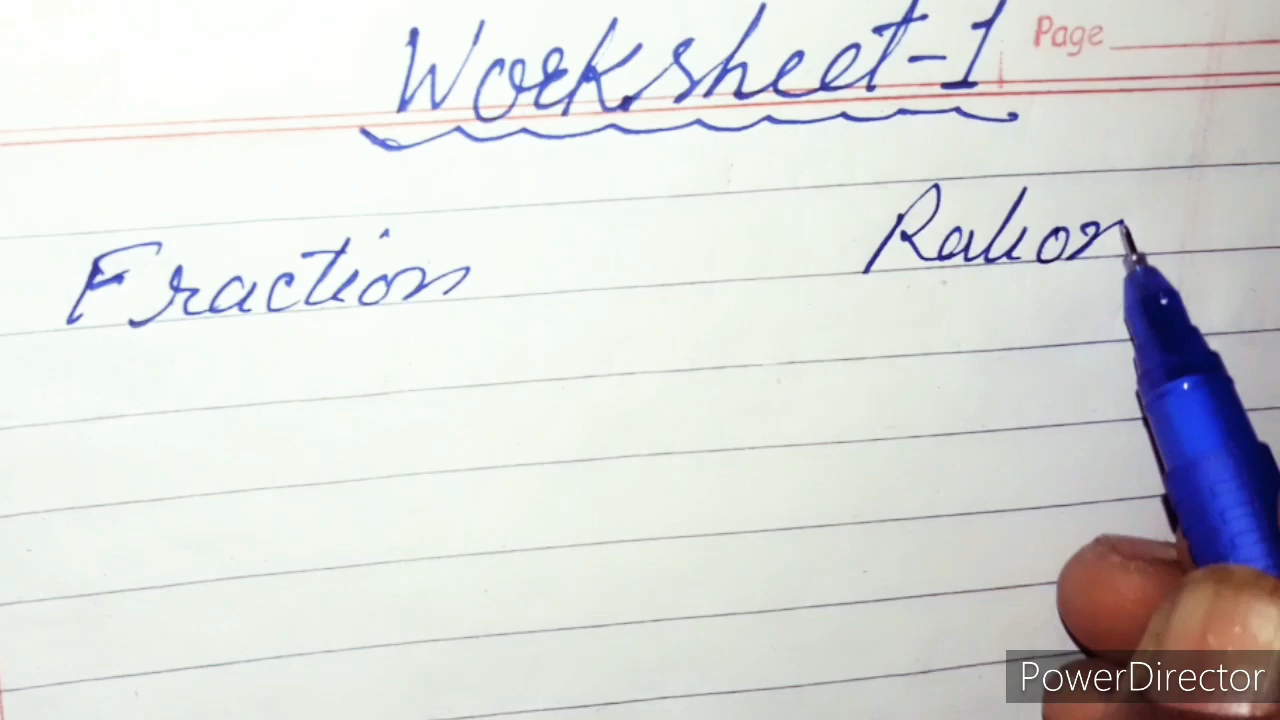 Worksheet-1
Page
Fraction
Ration
PowerDirector